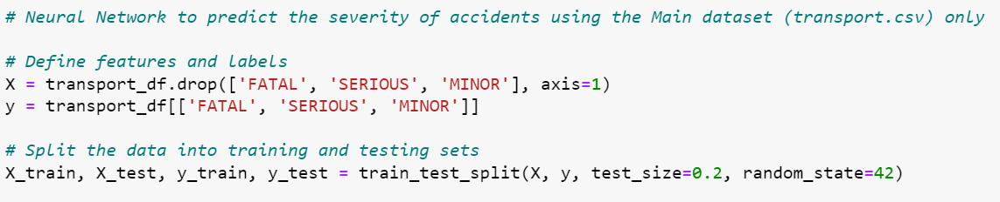 # Neural Network to predict the severity of accidents using the Main dataset (transport.csv) only
# Define features and labels
X = transport_df.drop(['FATAL', 'SERIOUS', 'MINOR'], axis=1)
y = transport_df[['FATAL', 'SERIOUS', 'MINOR']]
# Split the data into training and testing sets
X_train, X_test, y_train, y_test = train_test_split(X, y, test_size=0.2, random_state=42)